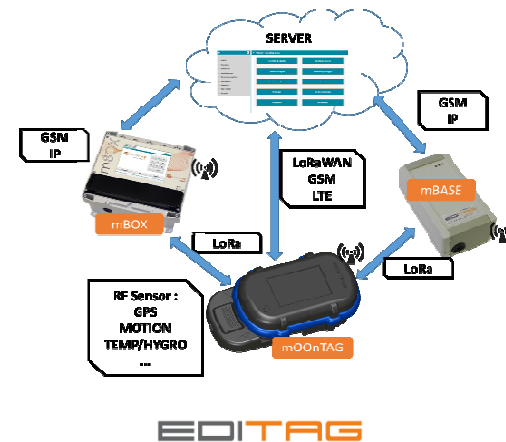 SERVER
GSM
IP
GSM
IP
LoRaWAN
GSM
LTE
mBOX
mBOX
mBASE
LoRa
LoRa
RF Sensor :
GPS
MOTION
TEMP/HYGRO
...
mOOnTAG
EDITAG